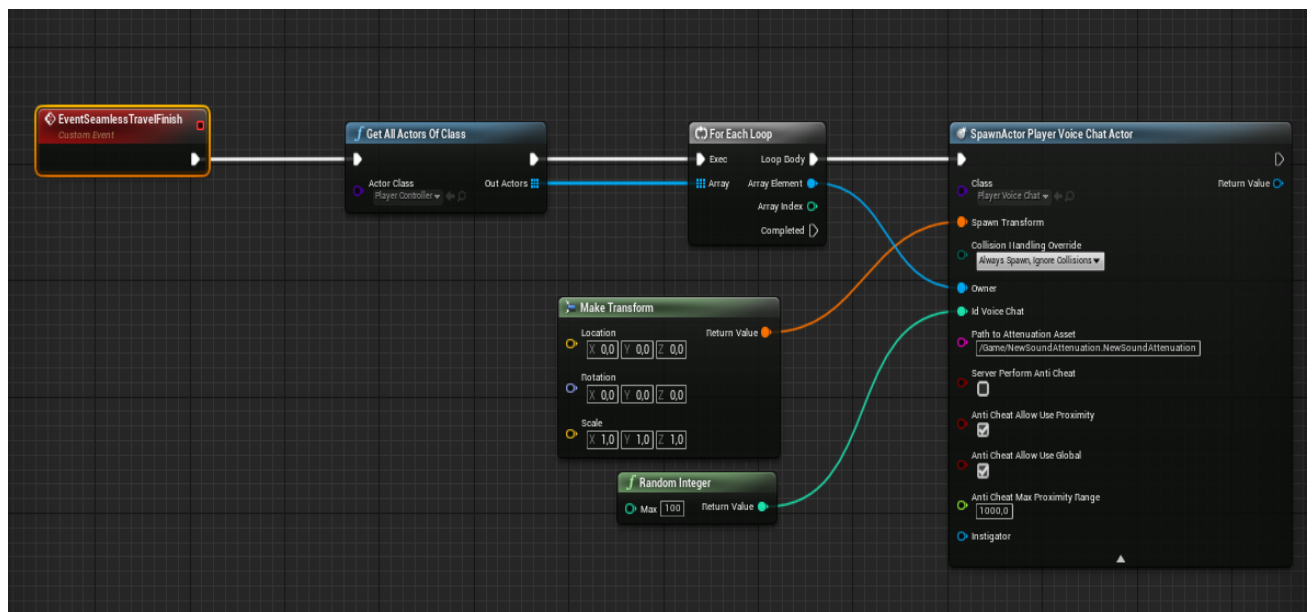 EventSeamlessTravelFinish
Custom Event
Get All Actors Of Class
Actor Class
Player Controller
Out Actors
For Each Loop
Exec
Loop Body
Array
Array Element
Array Index
Completed
SpawnActor Player Voice Chat Actor
Class
Player Voice Chat
Return Value
Spawn Transform
Collision Handling Override
Always Spawn, Ignore Collisions
Owner
Id Voice Chat
Path to Attenuation Asset
/Game/NewSoundAttenuation.NewSoundAttenuation
Server Perform Anti Cheat
Anti Cheat Allow Use Proximity
Anti Cheat Allow Use Global
Anti Cheat Max Proximity Range
1000,0
Instigator
Make Transform
Location
Return Value
X 0,0 Y 0,0 Z 0,0
Rotation
X 0,0 Y 0,0 Z 0,0
Scale
X 1,0 Y 1,0 Z 1,0
Random Integer
Max 100
Return Value